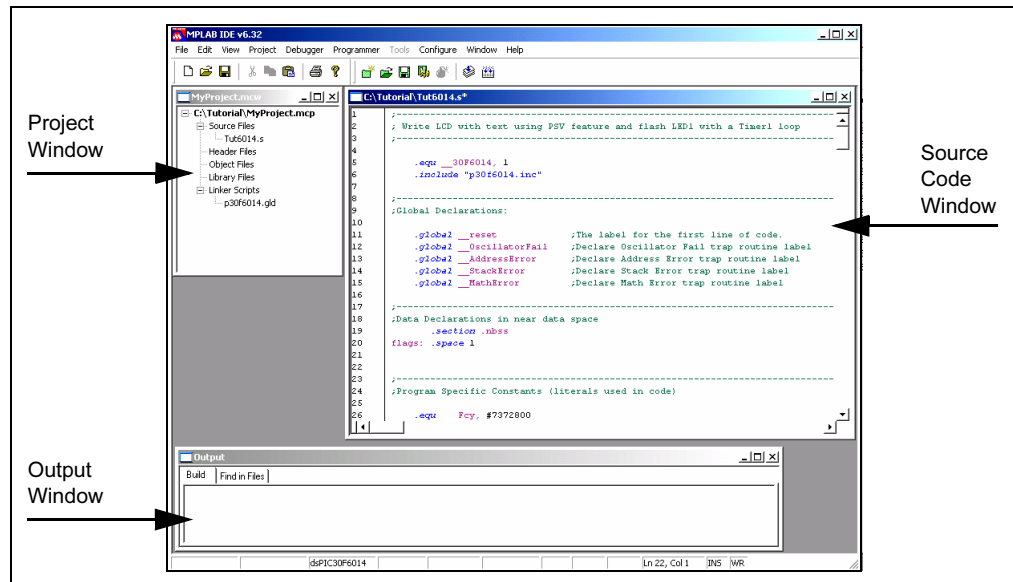 MPLAB IDE v6.32
File Edit View Project Debugger Programmer Tools Configure Window Help
MyProject.mcw
C:\Tutorial\MyProject.mcp
Source Files
Tut6014.s
Header Files
Object Files
Library Files
Linker Scripts
p30f6014.gld
Project
Window
C:\Tutorial\Tut6014.s*
1 ;------------------------------------------------------------------------------
2 ; Write LCD with text using PSV feature and flash LED1 with a Timer1 loop
3 ;------------------------------------------------------------------------------
4
5 .equ __30F6014, 1
6 .include "p30f6014.inc"
7
8 ;------------------------------------------------------------------------------
9 ;Global Declarations:
10
11 .global __reset ;The label for the first line of code.
12 .global __OscillatorFail ;Declare Oscillator Fail trap routine label
13 .global __AddressError ;Declare Address Error trap routine label
14 .global __StackError ;Declare Stack Error trap routine label
15 .global __MathError ;Declare Math Error trap routine label
16
17 ;------------------------------------------------------------------------------
18 ;Data Declarations in near data space
19 .section .nbss
20 flags: .space 1
21
22
23 ;------------------------------------------------------------------------------
24 ;Program Specific Constants (literals used in code)
25
26 .equ Fcy, #7372800
Source
Code
Window
Output
Build Find in Files
Output
Window
dsPIC30F6014 Ln 22, Col 1 INS WR